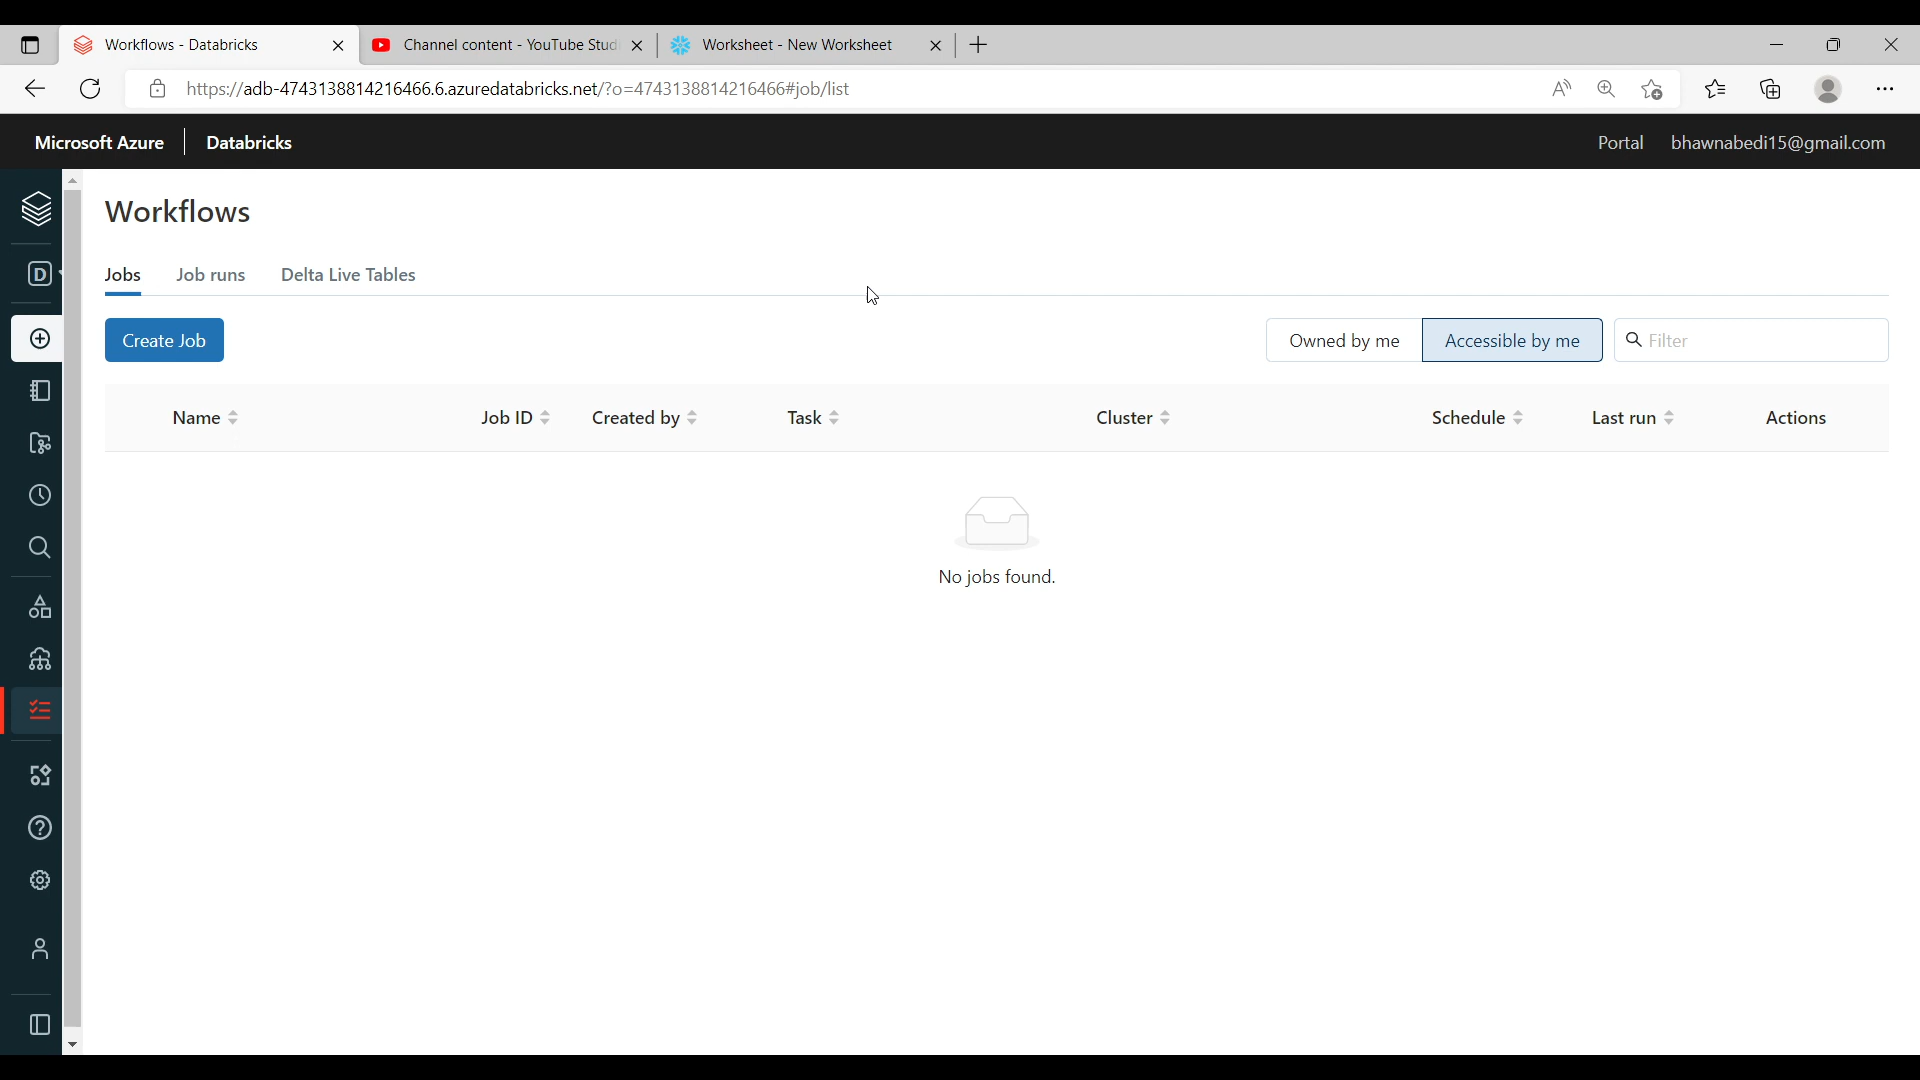 Workflows - Databricks
Channel content - YouTube Stud
Worksheet - New Worksheet
https://adb-4743138814216466.6.azuredatabricks.net/?o=4743138814216466#job/list
Microsoft Azure
Databricks
Portal
bhawnabedi15@gmail.com
D
Workflows
Jobs
Job runs
Delta Live Tables
Create Job
Owned by me
Accessible by me
Filter
Name
Job ID
Created by
Task
Cluster
Schedule
Last run
Actions
No jobs found.